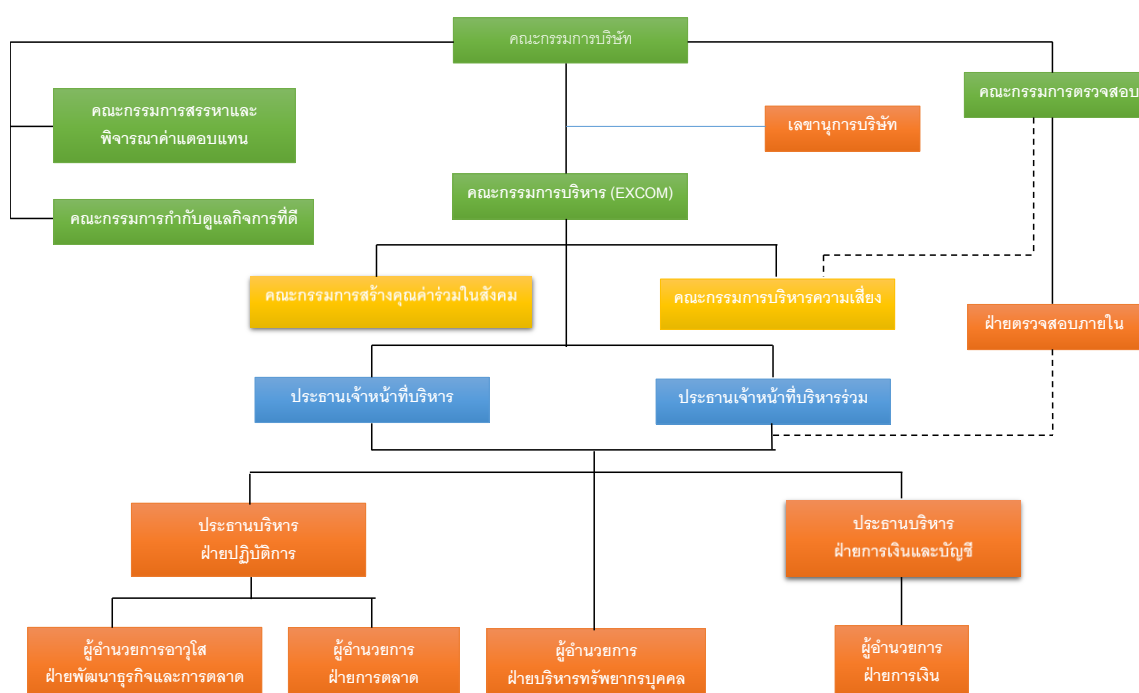 คณะกรรมการบริษัท
คณะกรรมการตรวจสอบ
คณะกรรมการสรรหาและ
พิจารณาค่าแตอบแทน
เลขานุการบริษัท
คณะกรรมการบริหาร (EXCOM)
คณะกรรมการกำกับดูแลกิจการที่ดี
คณะกรรมการสร้างคุณค่าร่วมในสังคม
คณะกรรมการบริหารความเสี่ยง
ฝ่ายตรวจสอบภายใน
ประธานเจ้าหน้าที่บริหาร
ประธานเจ้าหน้าที่บริหารร่วม
ประธานบริหาร
ฝ่ายปฏิบัติการ
ประธานบริหาร
ฝ่ายการเงินและบัญชี
ผู้อำนวยการอาวุโส
ฝ่ายพัฒนาธุรกิจและการตลาด
ผู้อำนวยการ
ฝ่ายการตลาด
ผู้อำนวยการ
ฝ่ายบริหารทรัพยากรบุคคล
ผู้อำนวยการ
ฝ่ายการเงิน